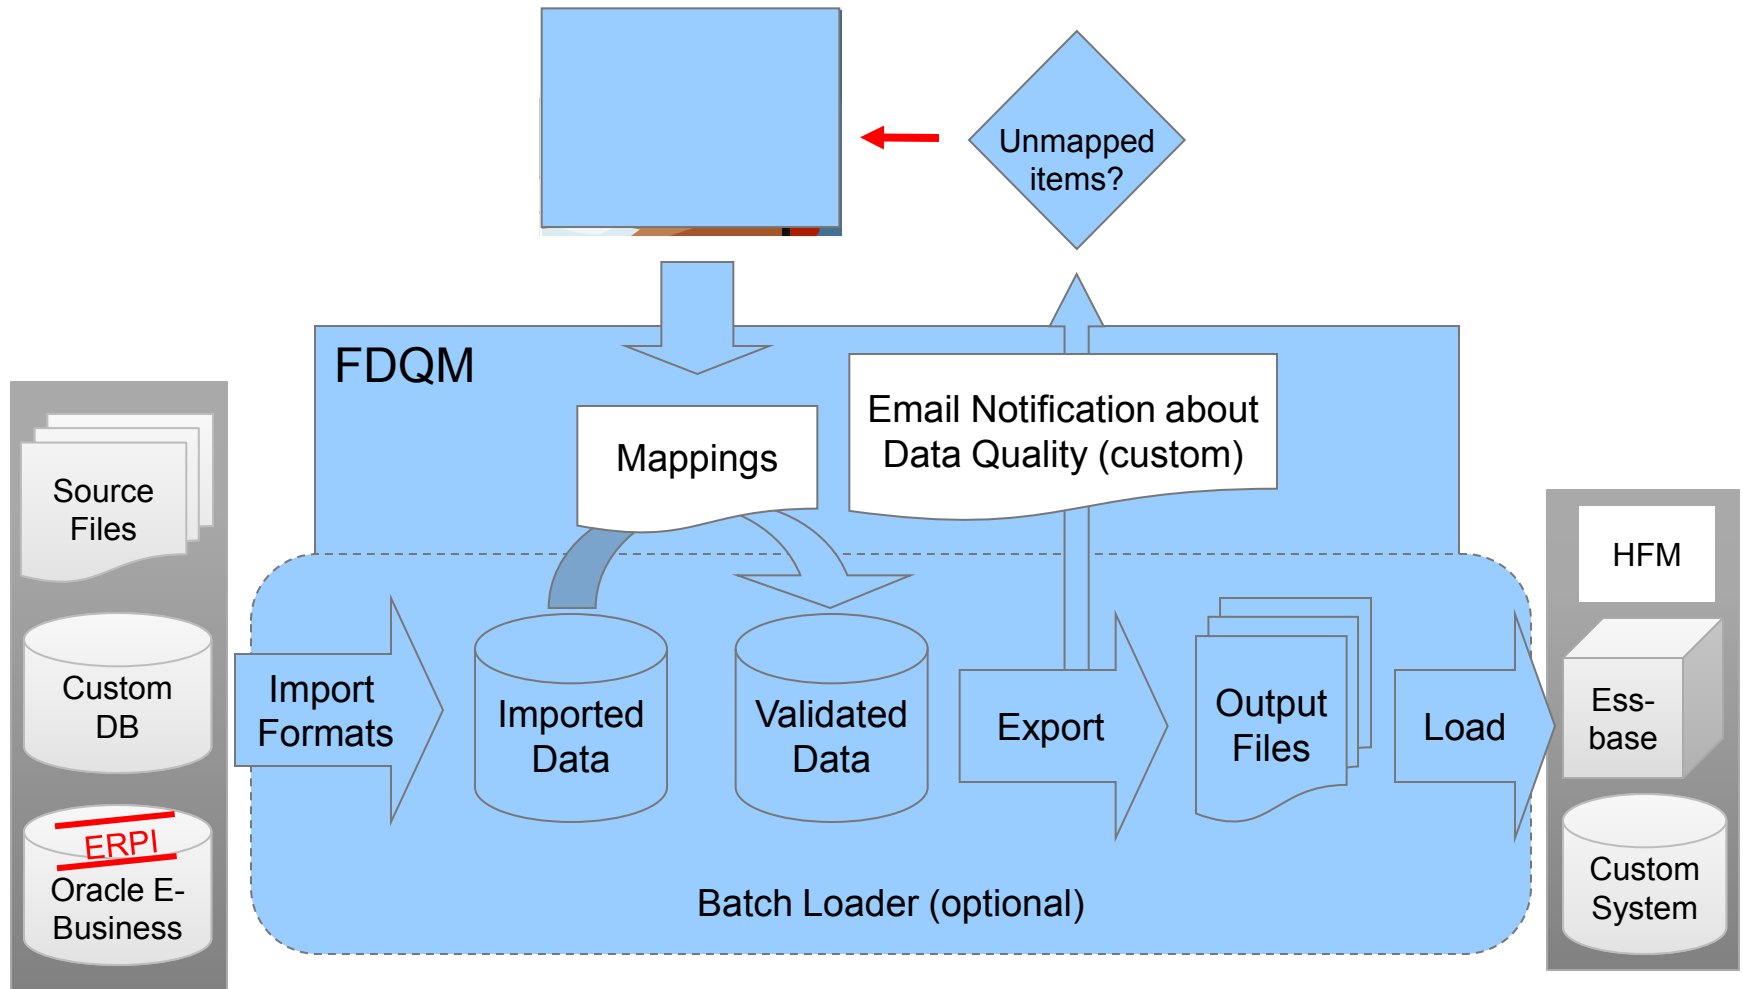 Unmapped
items?
FDQM
Email Notification about
Data Quality (custom)
Mappings
Source
Files
HFM
Custom
DB
Import
Formats
Imported
Data
Validated
Data
Export
Output
Files
Load
Ess-
base
ERPI
Oracle E-
Business
Batch Loader (optional)
Custom
System